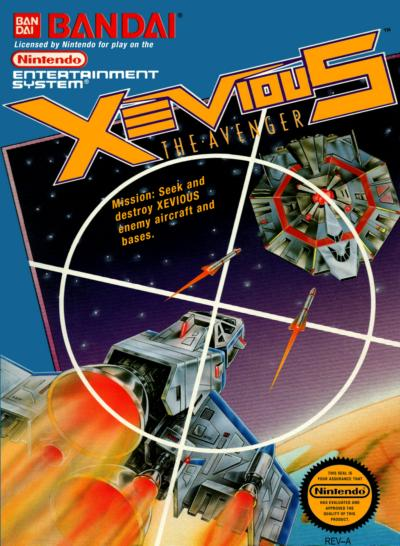 BAN
DAI
BANDAI®
Licensed by Nintendo for play on the
Nintendo
ENTERTAINMENT
SYSTEM®
XEVIOUS
TM
THE AVENGER
Mission: Seek and
destroy XEVIOUS
enemy aircraft and
bases.
THIS SEAL IS
YOUR ASSURANCE THAT
Nintendo
HAS EVALUATED AND
APPROVED THE
QUALITY OF THIS
PRODUCT.
REV-A